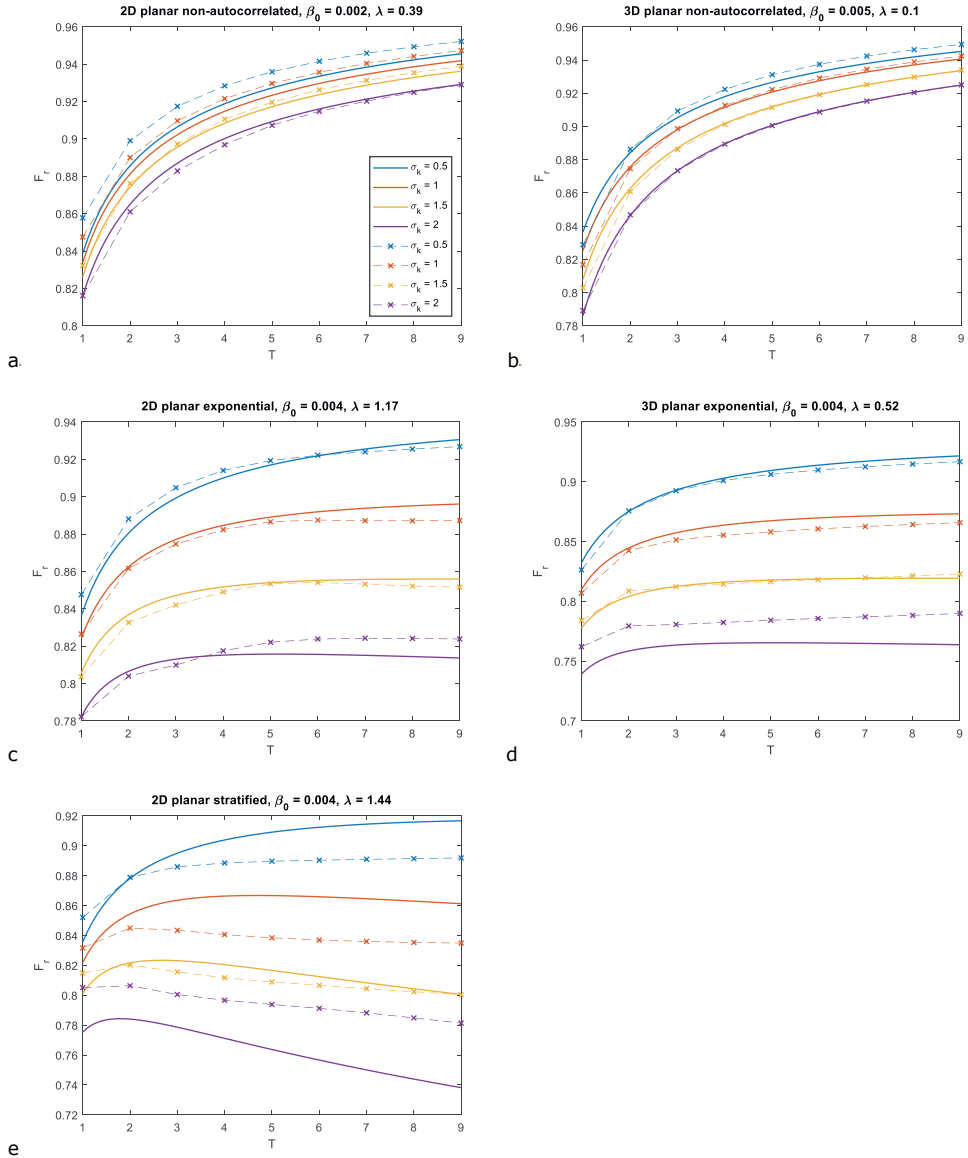 2D planar non-autocorrelated, β₀ = 0.002, λ = 0.39
0.96
0.94
0.92
0.9
0.88
0.86
0.84
0.82
0.8
Fᵣ
σₖ = 0.5
σₖ = 1
σₖ = 1.5
σₖ = 2
σₖ = 0.5
σₖ = 1
σₖ = 1.5
σₖ = 2
1 2 3 4 5 6 7 8 9
T
a.
3D planar non-autocorrelated, β₀ = 0.005, λ = 0.1
0.96
0.94
0.92
0.9
0.88
0.86
0.84
0.82
0.8
0.78
Fᵣ
1 2 3 4 5 6 7 8 9
T
b.
2D planar exponential, β₀ = 0.004, λ = 1.17
0.94
0.92
0.9
0.88
0.86
0.84
0.82
0.8
0.78
Fᵣ
1 2 3 4 5 6 7 8 9
T
c
3D planar exponential, β₀ = 0.004, λ = 0.52
0.95
0.9
0.85
0.8
0.75
0.7
Fᵣ
1 2 3 4 5 6 7 8 9
T
d
2D planar stratified, β₀ = 0.004, λ = 1.44
0.92
0.9
0.88
0.86
0.84
0.82
0.8
0.78
0.76
0.74
0.72
Fᵣ
1 2 3 4 5 6 7 8 9
T
e